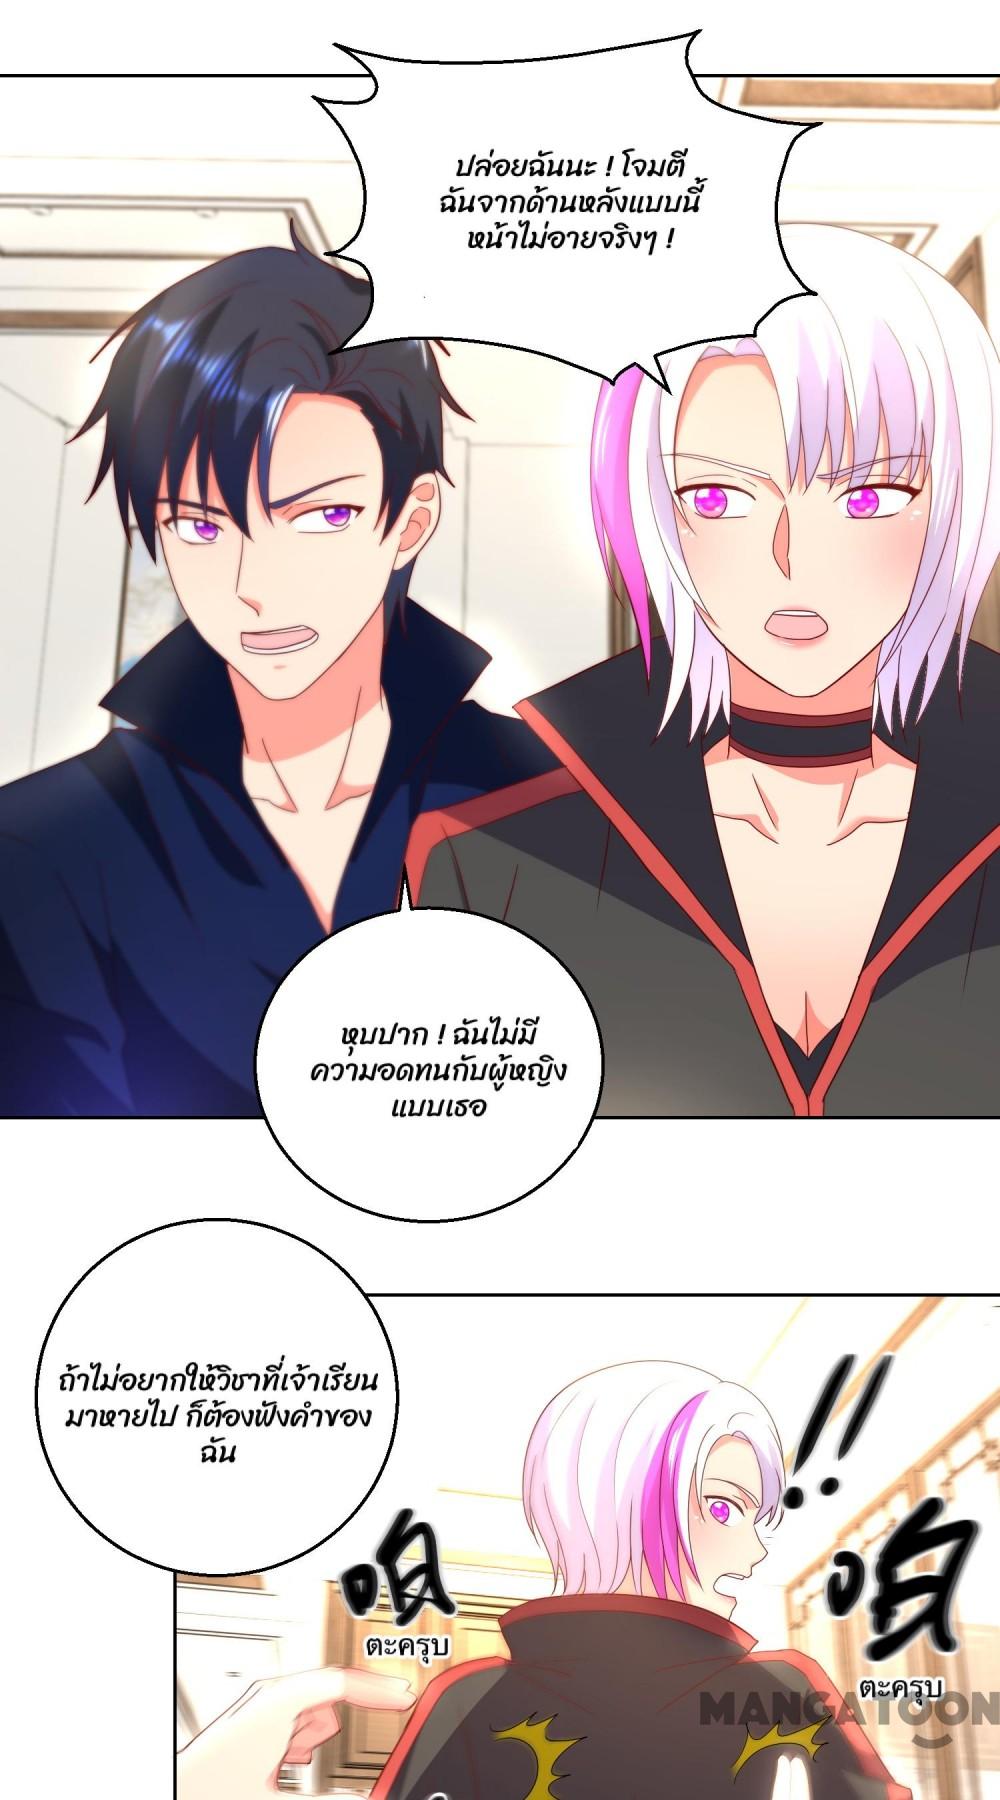 ปล่อยฉันนะ ! โจมตี
ฉันจากด้านหลังแบบนี้
หน้าไม่อายจริงๆ !
หุบปาก ! ฉันไม่มี
ความอดทนกับผู้หญิง
แบบเธอ
ถ้าไม่อยากให้วิชาที่เจ้าเรียน
มาหายไป ก็ต้องฟังคำของ
ฉัน
!!
咱
ตะครุบ
咱
ตะครุบ
MANGATOON